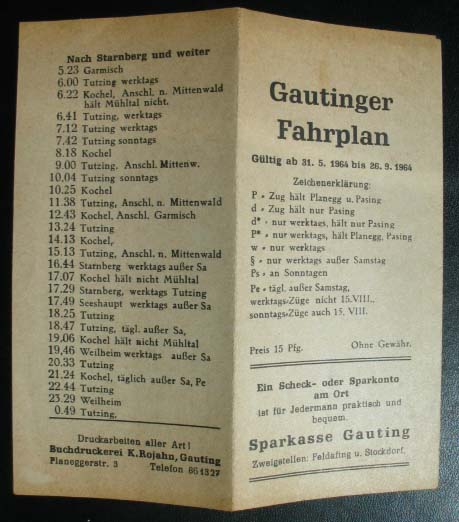 Nach Starnberg und weiter
5.23 Garmisch
6.00 Tutzing werktags
6.22 Kochel, Anschl. n. Mittenwald
hält Mühltal nicht.
6.41 Tutzing, werktags
7.12 Tutzing werktags
7.42 Tutzing sonntags
8.18 Kochel
9.00 Tutzing. Anschl. Mittenw.
10.04 Tutzing sonntags
10.25 Kochel
11.38 Tutzing, Anschl. n. Mittenwald
12.43 Kochel, Anschl. Garmisch
13.24 Tutzing
14.13 Kochel,
15.13 Tutzing, Anschl. n. Mittenwald
16.44 Starnberg werktags außer Sa
17.07 Kochel hält nicht Mühltal
17.29 Starnberg, werktags Tutzing
17.49 Seeshaupt werktags außer Sa
18.25 Tutzing
18.47 Tutzing, tägl. außer Sa,
19.06 Kochel hält nicht Mühltal
19,46 Weilheim werktags außer Sa
20.33 Tutzing
21.24 Kochel, täglich außer Sa, Pe
22.44 Tutzing
23.29 Weilheim
0.49 Tutzing,
Druckarbeiten aller Art!
Buchdruckerei K.Rojahn, Gauting
Planeggerstr. 3 Telefon 861327
Gautinger
Fahrplan
Gültig ab 31. 5. 1964 bis 26. 9. 1964
Zeichenerklärung:
P - Zug hält Planegg u. Pasing
d - Zug hält nur Pasing
d* - nur werktags, hält nur Pasing
P* - nur werktags, hält Planegg, Pasing
w - nur werktags
§ - nur werktags außer Samstag
Ps - an Sonntagen
Pe - tägl. außer Samstag,
werktags-Züge nicht 15.VIII.,
sonntags-Züge auch 15. VIII.
Preis 15 Pfg. Ohne Gewähr.
Ein Scheck- oder Sparkonto
am Ort
ist für Jedermann praktisch und
bequem.
Sparkasse Gauting
Zweigstellen: Feldafing u. Stockdorf.